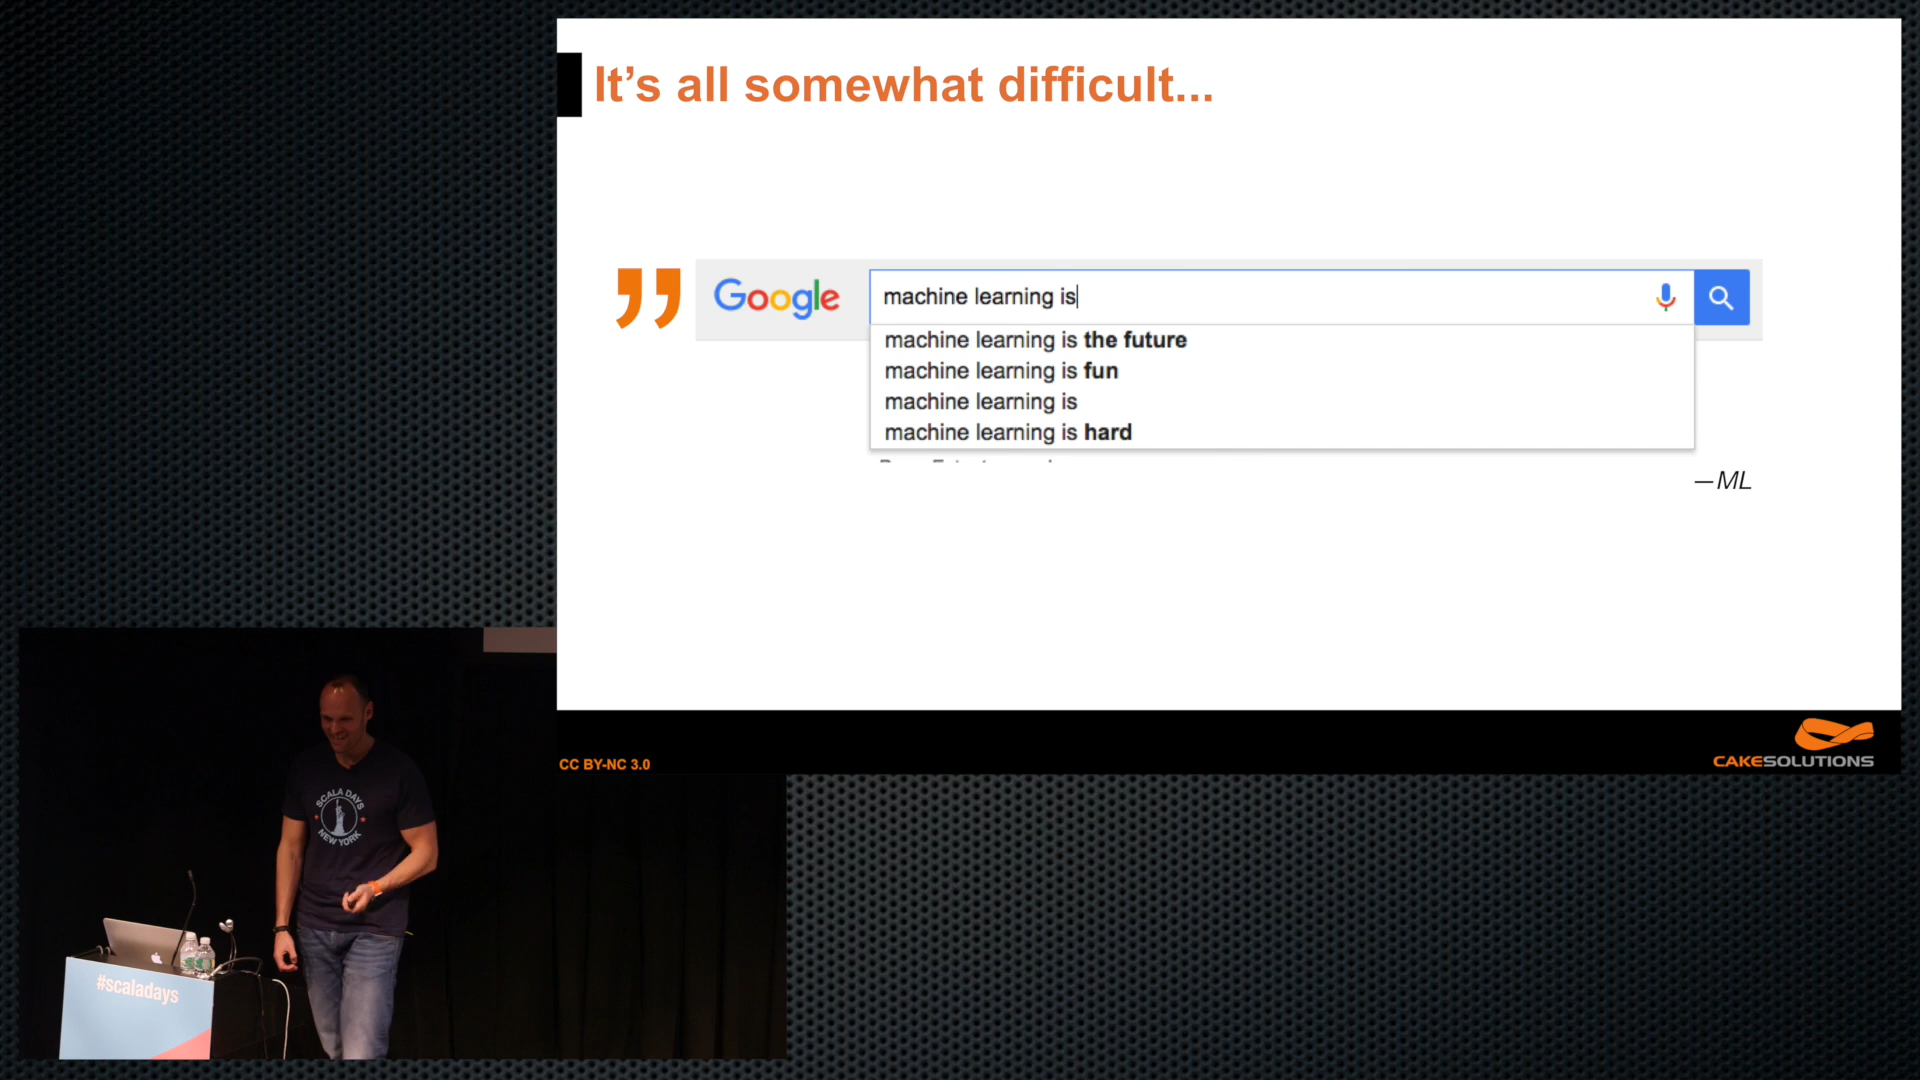 It’s all somewhat difficult...
”
Google
machine learning is
machine learning is the future
machine learning is fun
machine learning is
machine learning is hard
—ML
CC BY-NC 3.0
CAKESOLUTIONS
SCALA DAYS
NEW YORK
#scaladays